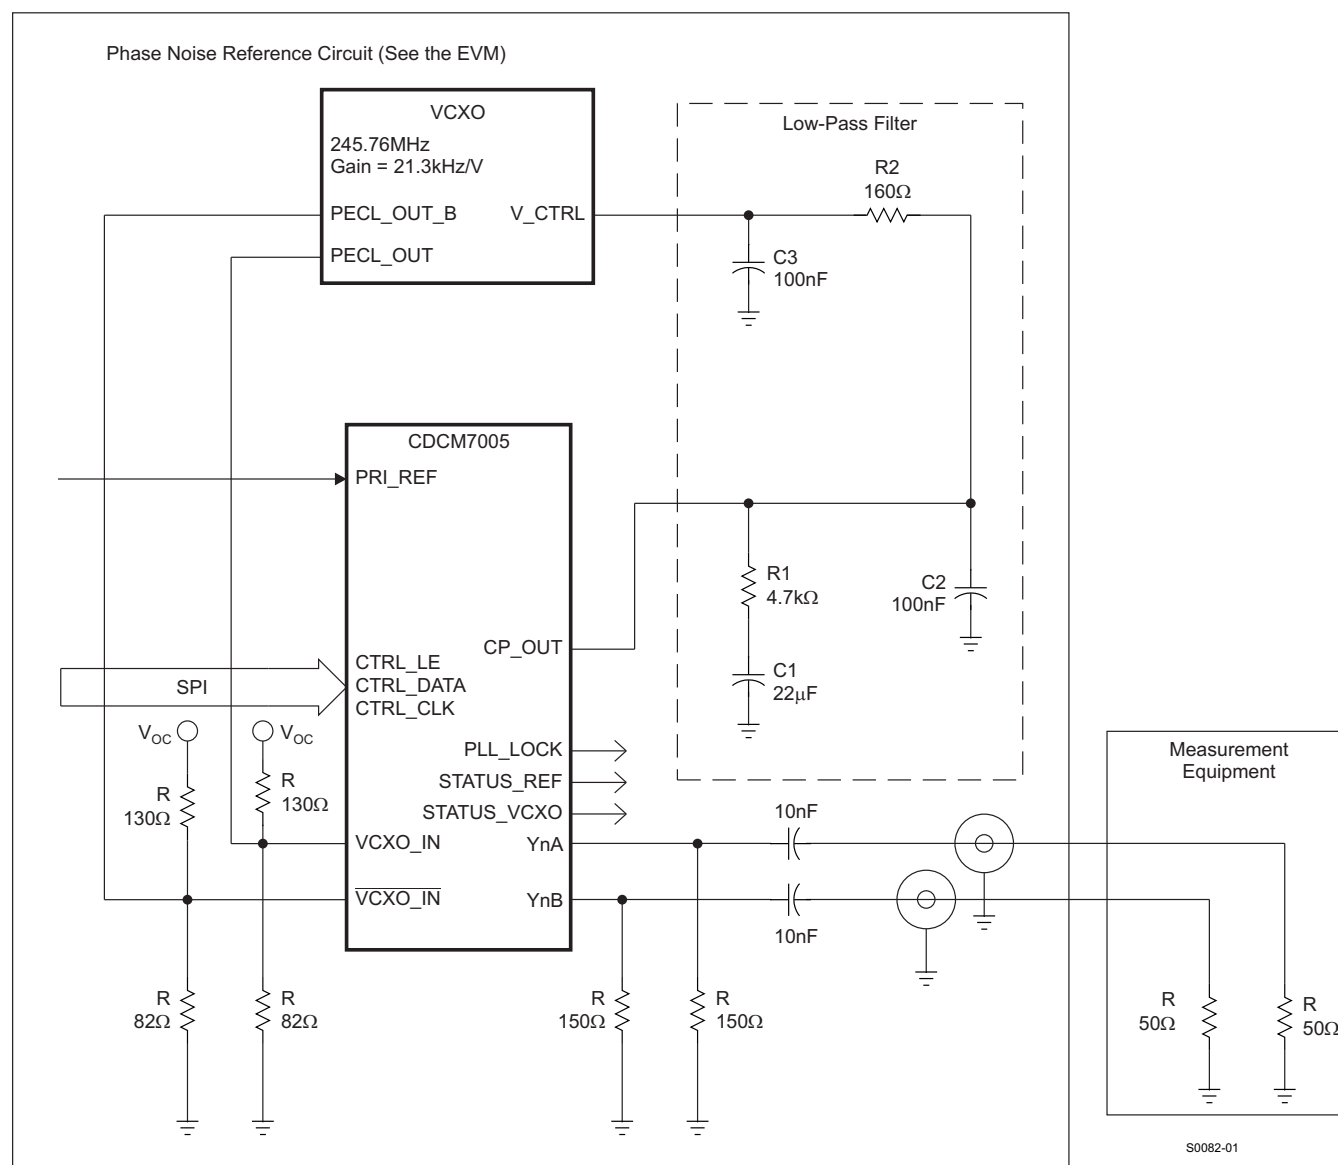 Phase Noise Reference Circuit (See the EVM)
VCXO
245.76MHz
Gain = 21.3kHz/V
PECL_OUT_B
V_CTRL
PECL_OUT
Low-Pass Filter
R2
160Ω
C3
100nF
CDCM7005
PRI_REF
R1
4.7kΩ
C2
100nF
CP_OUT
C1
22μF
SPI
CTRL_LE
CTRL_DATA
CTRL_CLK
VOC
VOC
R
130Ω
R
130Ω
PLL_LOCK
STATUS_REF
STATUS_VCXO
VCXO_IN
YnA
VCXO_IN
YnB
10nF
10nF
Measurement
Equipment
R
82Ω
R
82Ω
R
150Ω
R
150Ω
R
50Ω
R
50Ω
S0082-01